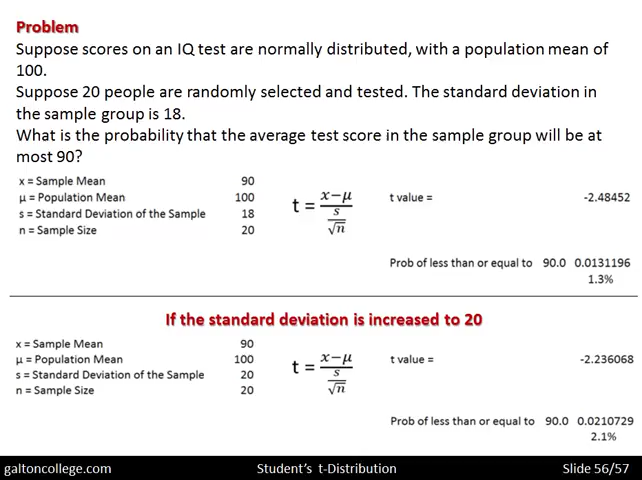 Problem
Suppose scores on an IQ test are normally distributed, with a population mean of
100.
Suppose 20 people are randomly selected and tested. The standard deviation in
the sample group is 18.
What is the probability that the average test score in the sample group will be at
most 90?
x = Sample Mean 90
μ = Population Mean 100
s = Standard Deviation of the Sample 18
n = Sample Size 20
t = x−μ
s
√n
t value = -2.48452
Prob of less than or equal to 90.0 0.0131196
1.3%
If the standard deviation is increased to 20
x = Sample Mean 90
μ = Population Mean 100
s = Standard Deviation of the Sample 20
n = Sample Size 20
t = x−μ
s
√n
t value = -2.236068
Prob of less than or equal to 90.0 0.0210729
2.1%
galtoncollege.com Student's t-Distribution Slide 56/57